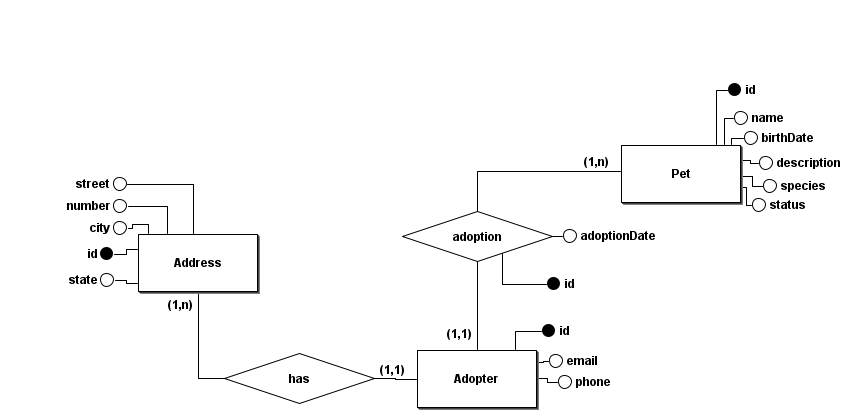 id
name
birthDate
description
species
status
(1,n)
Pet
street
number
city
id
state
Address
(1,n)
adoption
adoptionDate
id
(1,1)
id
email
phone
Adopter
(1,1)
has